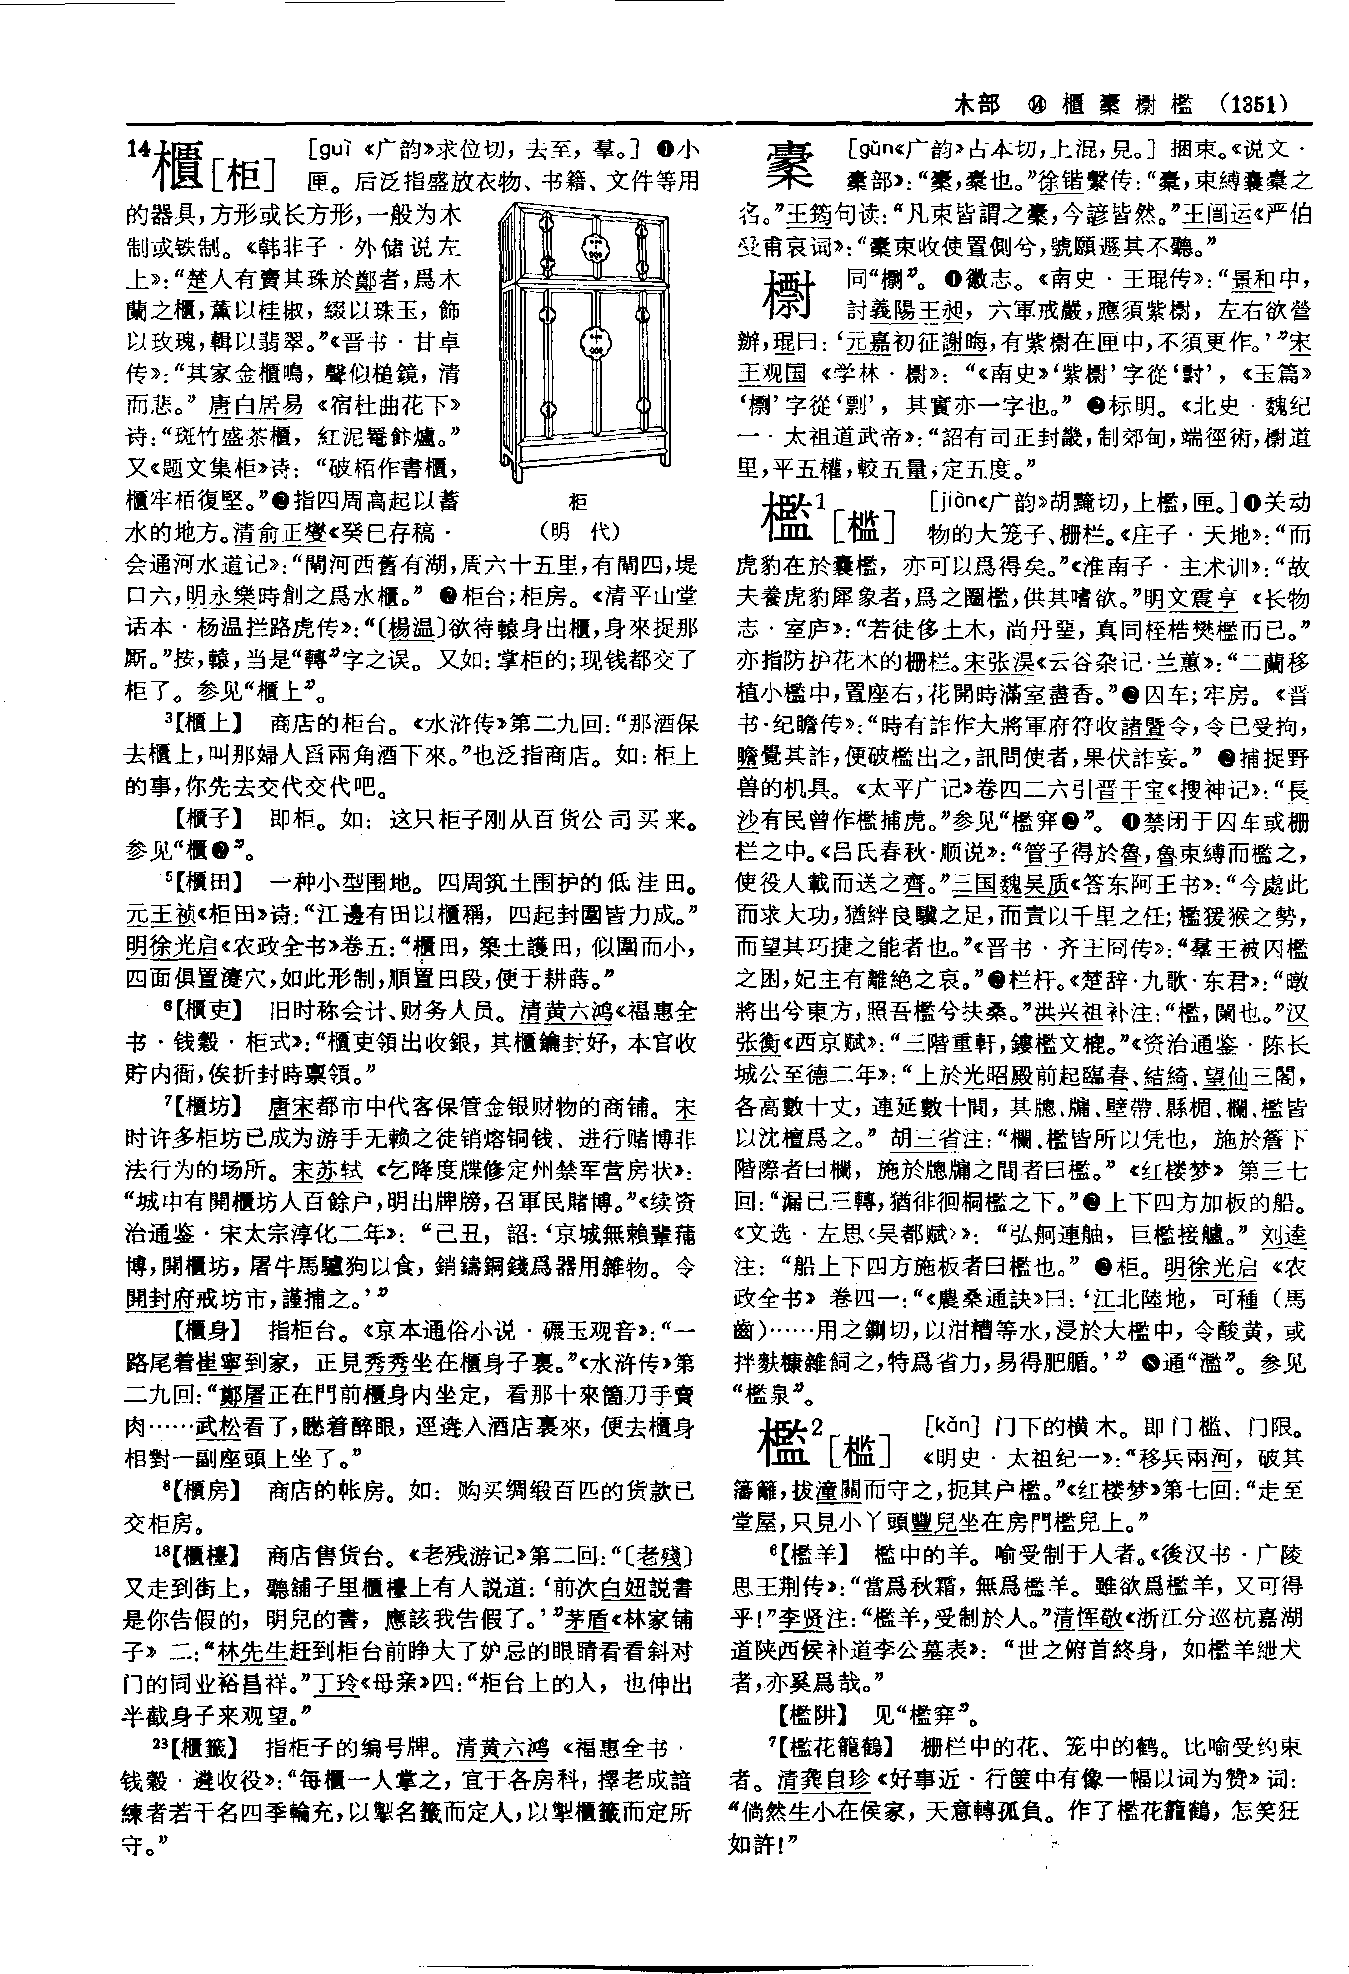 木部 ⑭ 櫃 橐 櫉 檻 (1351)
14櫃[柜] [guì《广韵》求位切，去至，羣。] ❶小
匣。后泛指盛放衣物、书籍、文件等用
的器具，方形或长方形，一般为木
制或铁制。《韩非子·外储说左
上》：“楚人有賣其珠於鄭者，爲木
蘭之櫃，薰以桂椒，綴以珠玉，飾
以玫瑰，輯以翡翠。”《晋书·甘卓
传》：“其家金櫃鳴，聲似槌鏡，清
而悲。”唐白居易《宿杜曲花下》
诗：“斑竹盛茶櫃，紅泥罨飰爐。”
又《题文集柜》诗：“破栢作書櫃，
櫃牢栢復堅。”❷指四周高起以蓄
水的地方。清俞正燮《癸巳存稿·
柜
（明 代）
会通河水道记》：“閘河西舊有湖，周六十五里，有閘四，堤
口六，明永樂時創之爲水櫃。” ❸柜台；柜房。《清平山堂
话本·杨温拦路虎传》：“〔楊温〕欲待轅身出櫃，身來捉那
厮。”按，轅，当是“轉”字之误。又如：掌柜的；现钱都交了
柜了。参见“櫃上”。
3【櫃上】 商店的柜台。《水浒传》第二九回：“那酒保
去櫃上，叫那婦人舀兩角酒下來。”也泛指商店。如：柜上
的事，你先去交代交代吧。
【櫃子】 即柜。如：这只柜子刚从百货公司买来。
参见“櫃❶”。
5【櫃田】 一种小型围地。四周筑土围护的低洼田。
元王祯《柜田》诗：“江邊有田以櫃稱，四起封圍皆力成。”
明徐光启《农政全书》卷五：“櫃田，築土護田，似圍而小，
四面俱置瀽穴，如此形制，順置田段，便于耕蒔。”
6【櫃吏】 旧时称会计、财务人员。清黄六鸿《福惠全
书·钱穀·柜式》：“櫃吏領出收銀，其櫃鑰封好，本官收
貯内衙，俟折封時禀領。”
7【櫃坊】 唐宋都市中代客保管金银财物的商铺。宋
时许多柜坊已成为游手无赖之徒销熔铜钱、进行赌博非
法行为的场所。宋苏轼《乞降度牒修定州禁军营房状》：
“城中有開櫃坊人百餘户，明出牌牓，召軍民賭博。”《续资
治通鉴·宋太宗淳化二年》：“己丑，詔：‘京城無賴輩蒱
博，開櫃坊，屠牛馬驢狗以食，銷鑄銅錢爲器用雜物。令
開封府戒坊市，謹捕之。’”
【櫃身】 指柜台。《京本通俗小说·碾玉观音》：“一
路尾着崔寧到家，正見秀秀坐在櫃身子裏。”《水浒传》第
二九回：“鄭屠正在門前櫃身内坐定，看那十來箇刀手賣
肉……武松看了，瞧着醉眼，逕逩入酒店裏來，便去櫃身
相對一副座頭上坐了。”
8【櫃房】 商店的帐房。如：购买绸缎百匹的货款已
交柜房。
18【櫃檯】 商店售货台。《老残游记》第二回：“〔老殘〕
又走到街上，聽舖子里櫃檯上有人説道：‘前次白妞説書
是你告假的，明兒的書，應該我告假了。’”茅盾《林家铺
子》二：“林先生赶到柜台前睁大了妒忌的眼睛看看斜对
门的同业裕昌祥。”丁玲《母亲》四：“柜台上的人，也伸出
半截身子来观望。”
23【櫃籤】 指柜子的编号牌。清黄六鸿《福惠全书·
钱穀·遴收役》：“每櫃一人掌之，宜于各房科，擇老成諳
練者若干名四季輪充，以掣名籤而定人，以掣櫃籤而定所
守。”
橐 [gǔn《广韵》古本切，上混，見。] 捆束。《说文·
橐部》：“橐，橐也。”徐锴繫传：“橐，束縛囊橐之
名。”王筠句读：“凡束皆謂之橐，今諺皆然。”王闿运《严伯
受甫哀词》：“橐束收使置側兮，號頤遯其不聽。”
櫉 同“㯹”。❶徽志。《南史·王琨传》：“景和中，
討義陽王昶，六軍戒嚴，應須紫櫉，左右欲營
辦，琨曰：‘元嘉初征謝晦，有紫櫉在匣中，不須更作。’”宋
王观国《学林·櫉》：“《南史》‘紫櫉’字從‘㔄’，《玉篇》
‘㯹’字從‘剽’，其實亦一字也。” ❷标明。《北史·魏纪
一·太祖道武帝》：“詔有司正封畿，制郊甸，端徑術，櫉道
里，平五權，較五量，定五度。”
檻1[槛] [jiàn《广韵》胡黤切，上檻，匣。]❶关动
物的大笼子、栅栏。《庄子·天地》：“而
虎豹在於囊檻，亦可以爲得矣。”《淮南子·主术训》：“故
夫養虎豹犀象者，爲之圈檻，供其嗜欲。”明文震亨《长物
志·室庐》：“若徒侈土木，尚丹堊，真同桎梏樊檻而已。”
亦指防护花木的栅栏。宋张淏《云谷杂记·兰蕙》：“二蘭移
植小檻中，置座右，花開時滿室盡香。”❷囚车；牢房。《晋
书·纪瞻传》：“時有詐作大將軍府符收諸暨令，令已受拘，
瞻覺其詐，便破檻出之，訊問使者，果伏詐妄。” ❸捕捉野
兽的机具。《太平广记》卷四二六引晋干宝《搜神记》：“長
沙有民曾作檻捕虎。”参见“檻穽❶”。 ❹禁闭于囚车或栅
栏之中。《吕氏春秋·顺说》：“管子得於魯，魯束縛而檻之，
使役人載而送之齊。”三国魏吴质《答东阿王书》：“今處此
而求大功，猶絆良驥之足，而責以千里之任；檻猨猴之勢，
而望其巧捷之能者也。”《晋书·齐王冏传》：“羣王被囚檻
之困，妃主有離絶之哀。”❺栏杆。《楚辞·九歌·东君》：“暾
將出兮東方，照吾檻兮扶桑。”洪兴祖补注：“檻，闌也。”汉
张衡《西京赋》：“三階重軒，鏤檻文㮰。”《资治通鉴·陈长
城公至德二年》：“上於光昭殿前起臨春、結綺、望仙三閣，
各高數十丈，連延數十間，其牕、牖、壁帶、縣楣、欄、檻皆
以沈檀爲之。” 胡三省注：“欄、檻皆所以凭也，施於簷下
階際者曰欄，施於牕牖之間者曰檻。”《红楼梦》第三七
回：“漏已三轉，猶徘徊桐檻之下。”❻上下四方加板的船。
《文选·左思〈吴都赋〉》：“弘舸連舳，巨檻接艫。” 刘逵
注：“船上下四方施板者曰檻也。” ❼柜。明徐光启《农
政全书》卷四一：“《農桑通訣》曰：‘江北陸地，可種（馬
齒）……用之鍘切，以泔糟等水，浸於大檻中，令酸黄，或
拌麩糠雜飼之，特爲省力，易得肥腯。’” ❽通“濫”。参见
“檻泉”。
檻2[槛] [kǎn] 门下的横木。即门槛、门限。
《明史·太祖纪一》：“移兵兩河，破其
藩籬，拔潼關而守之，扼其户檻。”《红楼梦》第七回：“走至
堂屋，只見小丫頭豐兒坐在房門檻兒上。”
6【檻羊】 檻中的羊。喻受制于人者。《後汉书·广陵
思王荆传》：“當爲秋霜，無爲檻羊。雖欲爲檻羊，又可得
乎！”李贤注：“檻羊，受制於人。”清恽敬《浙江分巡杭嘉湖
道陕西候补道李公墓表》：“世之俯首終身，如檻羊紲犬
者，亦奚爲哉。”
【檻阱】 见“檻穽”。
7【檻花籠鶴】 栅栏中的花、笼中的鹤。比喻受约束
者。清龚自珍《好事近·行箧中有像一幅以词为赞》词：
“倘然生小在侯家，天意轉孤負。作了檻花籠鶴，怎笑狂
如許！”